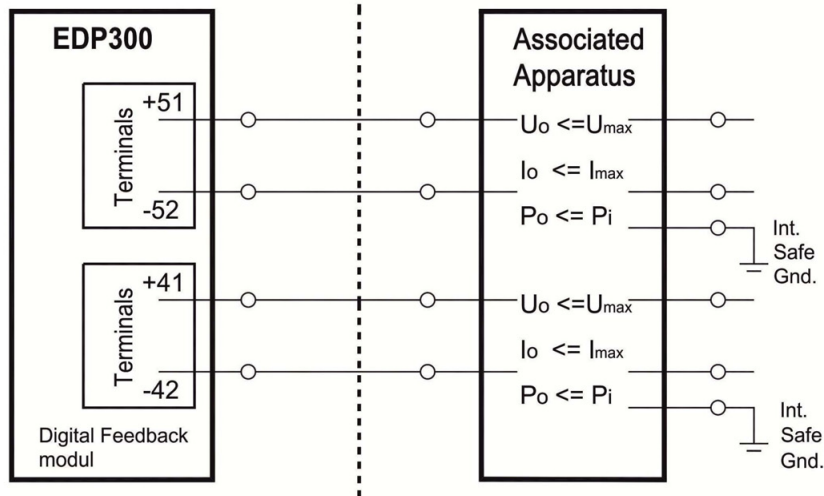 EDP300
Terminals
+51
-52
Terminals
+41
-42
Digital Feedback
modul
Associated
Apparatus
Uo <=Umax
Io <= Imax
Po <= Pi
Int.
Safe
Gnd.
Uo <=Umax
Io <= Imax
Po <= Pi
Int.
Safe
Gnd.